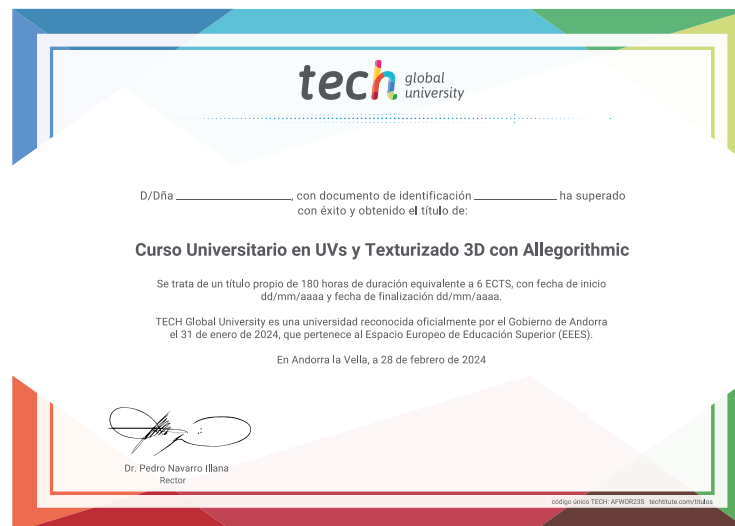 tech global university
D/Dña ______________________, con documento de identificación ________________ ha superado
con éxito y obtenido el título de:
Curso Universitario en UVs y Texturizado 3D con Allegorithmic
Se trata de un título propio de 180 horas de duración equivalente a 6 ECTS, con fecha de inicio
dd/mm/aaaa y fecha de finalización dd/mm/aaaa.
TECH Global University es una universidad reconocida oficialmente por el Gobierno de Andorra
el 31 de enero de 2024, que pertenece al Espacio Europeo de Educación Superior (EEES).
En Andorra la Vella, a 28 de febrero de 2024
Dr. Pedro Navarro Illana
Rector
código único TECH: AFWOR23S techtitute.com/titulos